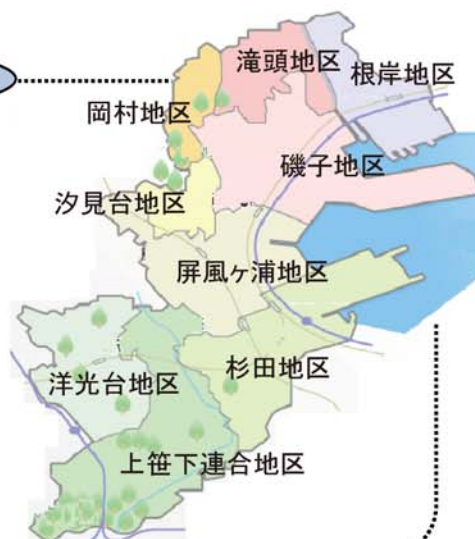 滝頭地区
根岸地区
岡村地区
磯子地区
汐見台地区
屏風ヶ浦地区
杉田地区
洋光台地区
上笹下連合地区